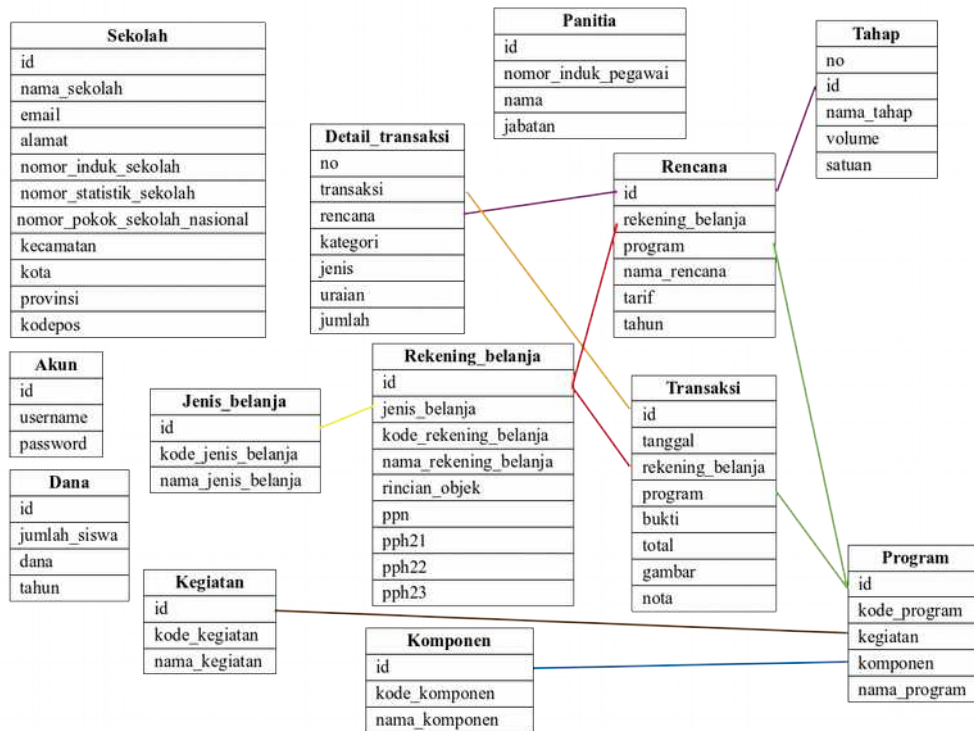 Sekolah
id
nama_sekolah
email
alamat
nomor_induk_sekolah
nomor_statistik_sekolah
nomor_pokok_sekolah_nasional
kecamatan
kota
provinsi
kodepos
Panitia
id
nomor_induk_pegawai
nama
jabatan
Tahap
no
id
nama_tahap
volume
satuan
Detail_transaksi
no
transaksi
rencana
kategori
jenis
uraian
jumlah
Rencana
id
rekening_belanja
program
nama_rencana
tarif
tahun
Akun
id
username
password
Jenis_belanja
id
kode_jenis_belanja
nama_jenis_belanja
Rekening_belanja
id
jenis_belanja
kode_rekening_belanja
nama_rekening_belanja
rincian_objek
ppn
pph21
pph22
pph23
Transaksi
id
tanggal
rekening_belanja
program
bukti
total
gambar
nota
Dana
id
jumlah_siswa
dana
tahun
Kegiatan
id
kode_kegiatan
nama_kegiatan
Komponen
id
kode_komponen
nama_komponen
Program
id
kode_program
kegiatan
komponen
nama_program